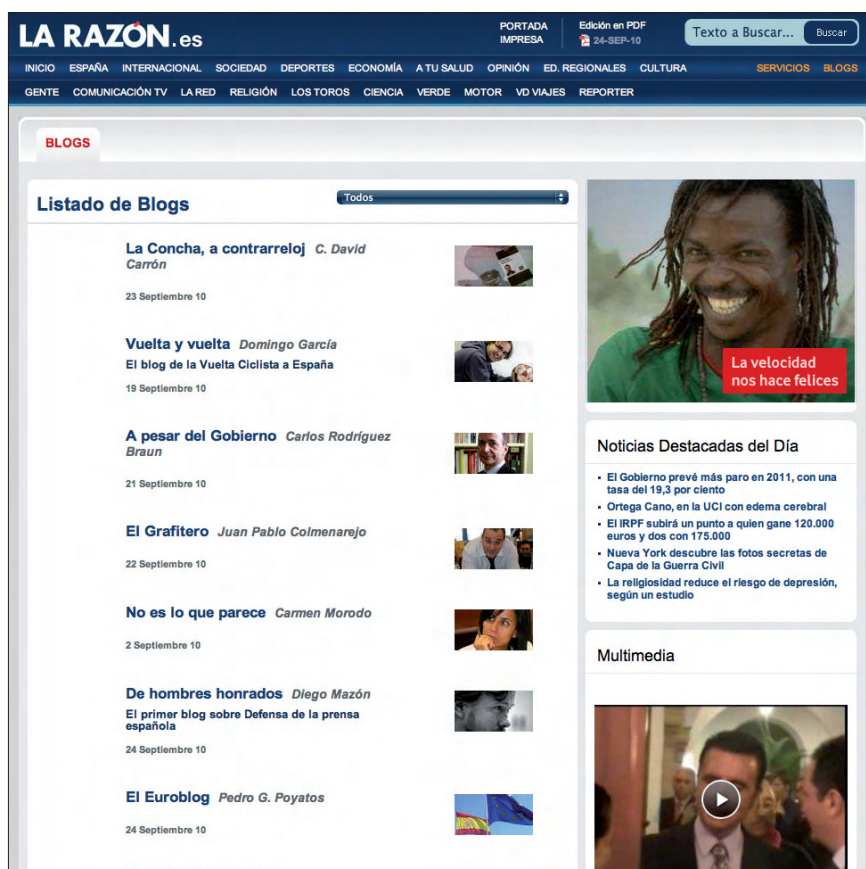 LA RAZÓN.es
PORTADA
IMPRESA
Edición en PDF
24-SEP-10
Texto a Buscar...
Buscar
INICIO ESPAÑA INTERNACIONAL SOCIEDAD DEPORTES ECONOMÍA A TU SALUD OPINIÓN ED. REGIONALES CULTURA SERVICIOS BLOGS
GENTE COMUNICACIÓN TV LA RED RELIGIÓN LOS TOROS CIENCIA VERDE MOTOR VD VIAJES REPORTER
BLOGS
Listado de Blogs
Todos
La Concha, a contrarreloj C. David
Carrón
23 Septiembre 10
Vuelta y vuelta Domingo García
El blog de la Vuelta Ciclista a España
19 Septiembre 10
A pesar del Gobierno Carlos Rodríguez
Braun
21 Septiembre 10
El Grafitero Juan Pablo Colmenarejo
22 Septiembre 10
No es lo que parece Carmen Morodo
2 Septiembre 10
De hombres honrados Diego Mazón
El primer blog sobre Defensa de la prensa
española
24 Septiembre 10
El Euroblog Pedro G. Poyatos
24 Septiembre 10
La velocidad
nos hace felices
Noticias Destacadas del Día
El Gobierno prevé más paro en 2011, con una
tasa del 19,3 por ciento
Ortega Cano, en la UCI con edema cerebral
El IRPF subirá un punto a quien gane 120.000
euros y dos con 175.000
Nueva York descubre las fotos secretas de
Capa de la Guerra Civil
La religiosidad reduce el riesgo de depresión,
según un estudio
Multimedia